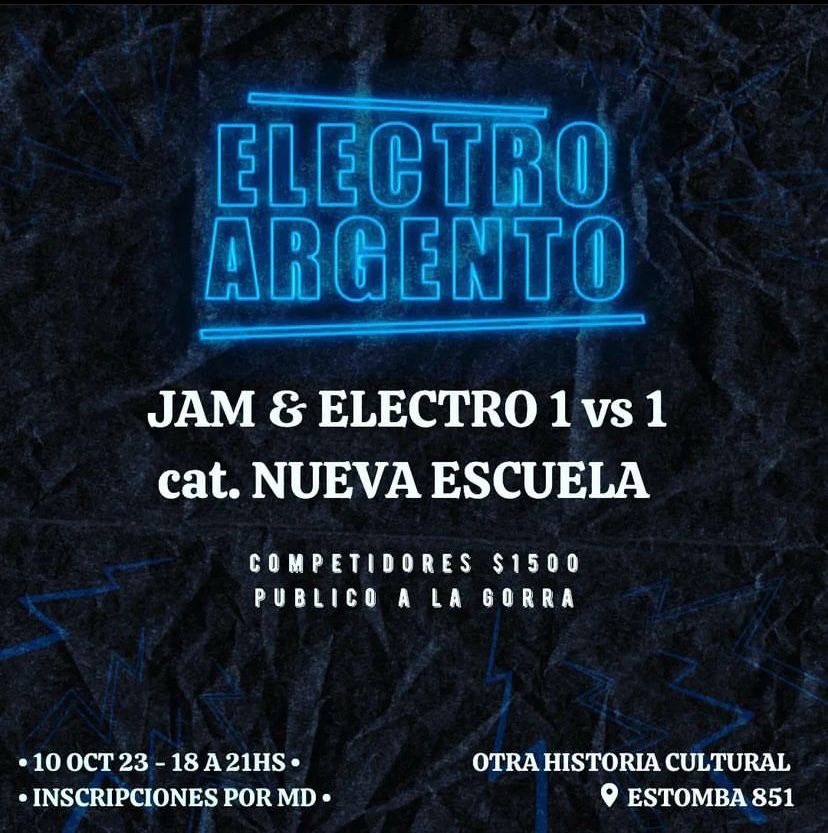 ELECTRO
ARGENTO
JAM & ELECTRO 1 vs 1
cat. NUEVA ESCUELA
COMPETIDORES $1500
PUBLICO A LA GORRA
• 10 OCT 23 - 18 A 21HS •
• INSCRIPCIONES POR MD •
OTRA HISTORIA CULTURAL
ESTOMBA 851